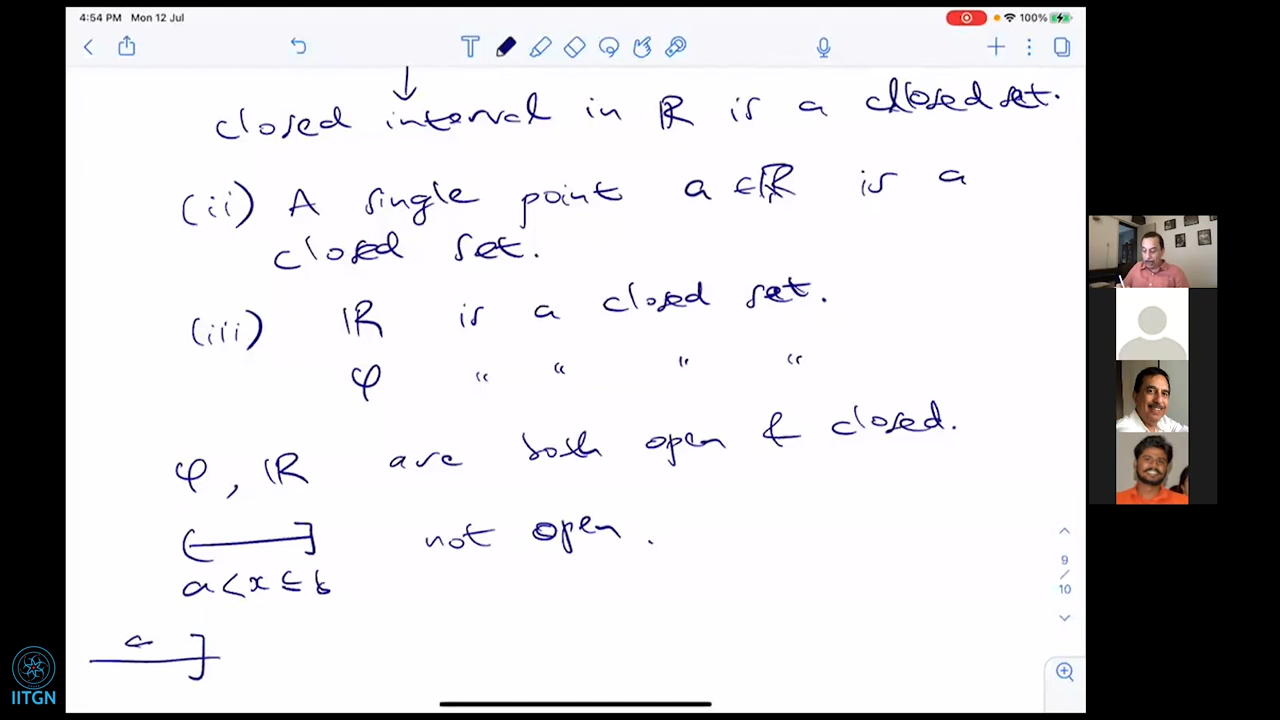 4:54 PM Mon 12 Jul
100%
closed interval in ℝ is a closed set.
(ii) A single point a ∈ ℝ is a
closed set.
(iii) ℝ is a closed set.
φ " " " "
φ, ℝ are both open & closed.
( ] not open.
a < x ≤ b
]
9
/
10
IITGN